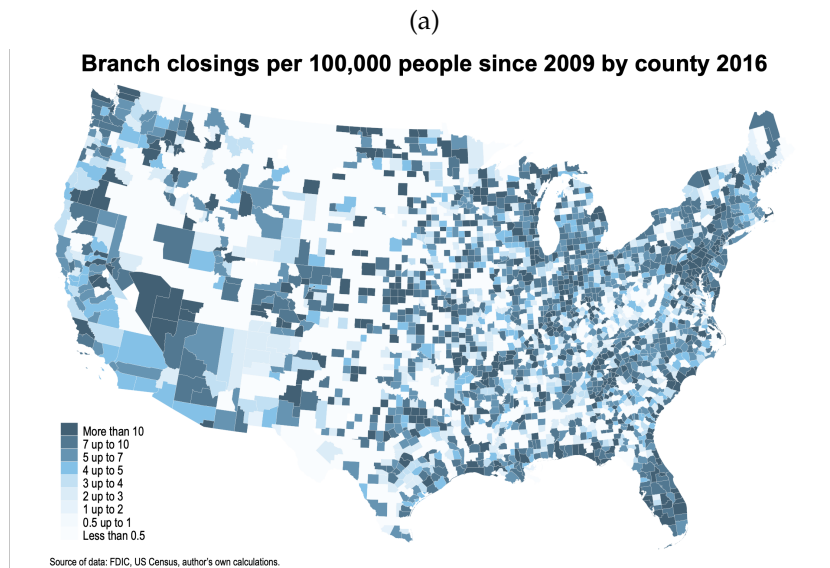 (a)
Branch closings per 100,000 people since 2009 by county 2016
More than 10
7 up to 10
5 up to 7
4 up to 5
3 up to 4
2 up to 3
1 up to 2
0.5 up to 1
Less than 0.5
Source of data: FDIC, US Census, author's own calculations.